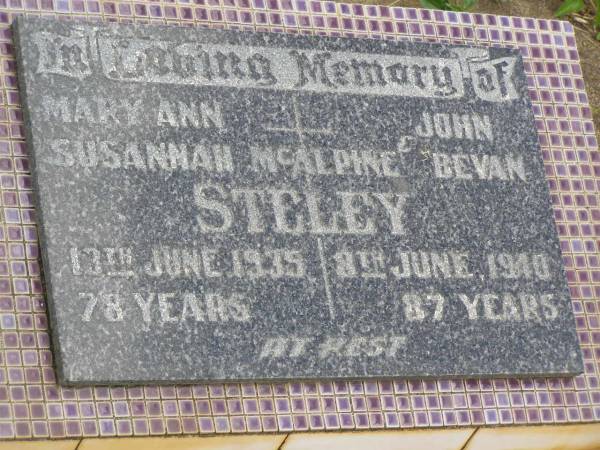 In Loving Memory of
MARY ANN JOHN
SUSANNAH McALPINE & BEVAN
STELEY
13TH JUNE 1935 8TH JUNE 1940
78 YEARS 87 YEARS
AT REST